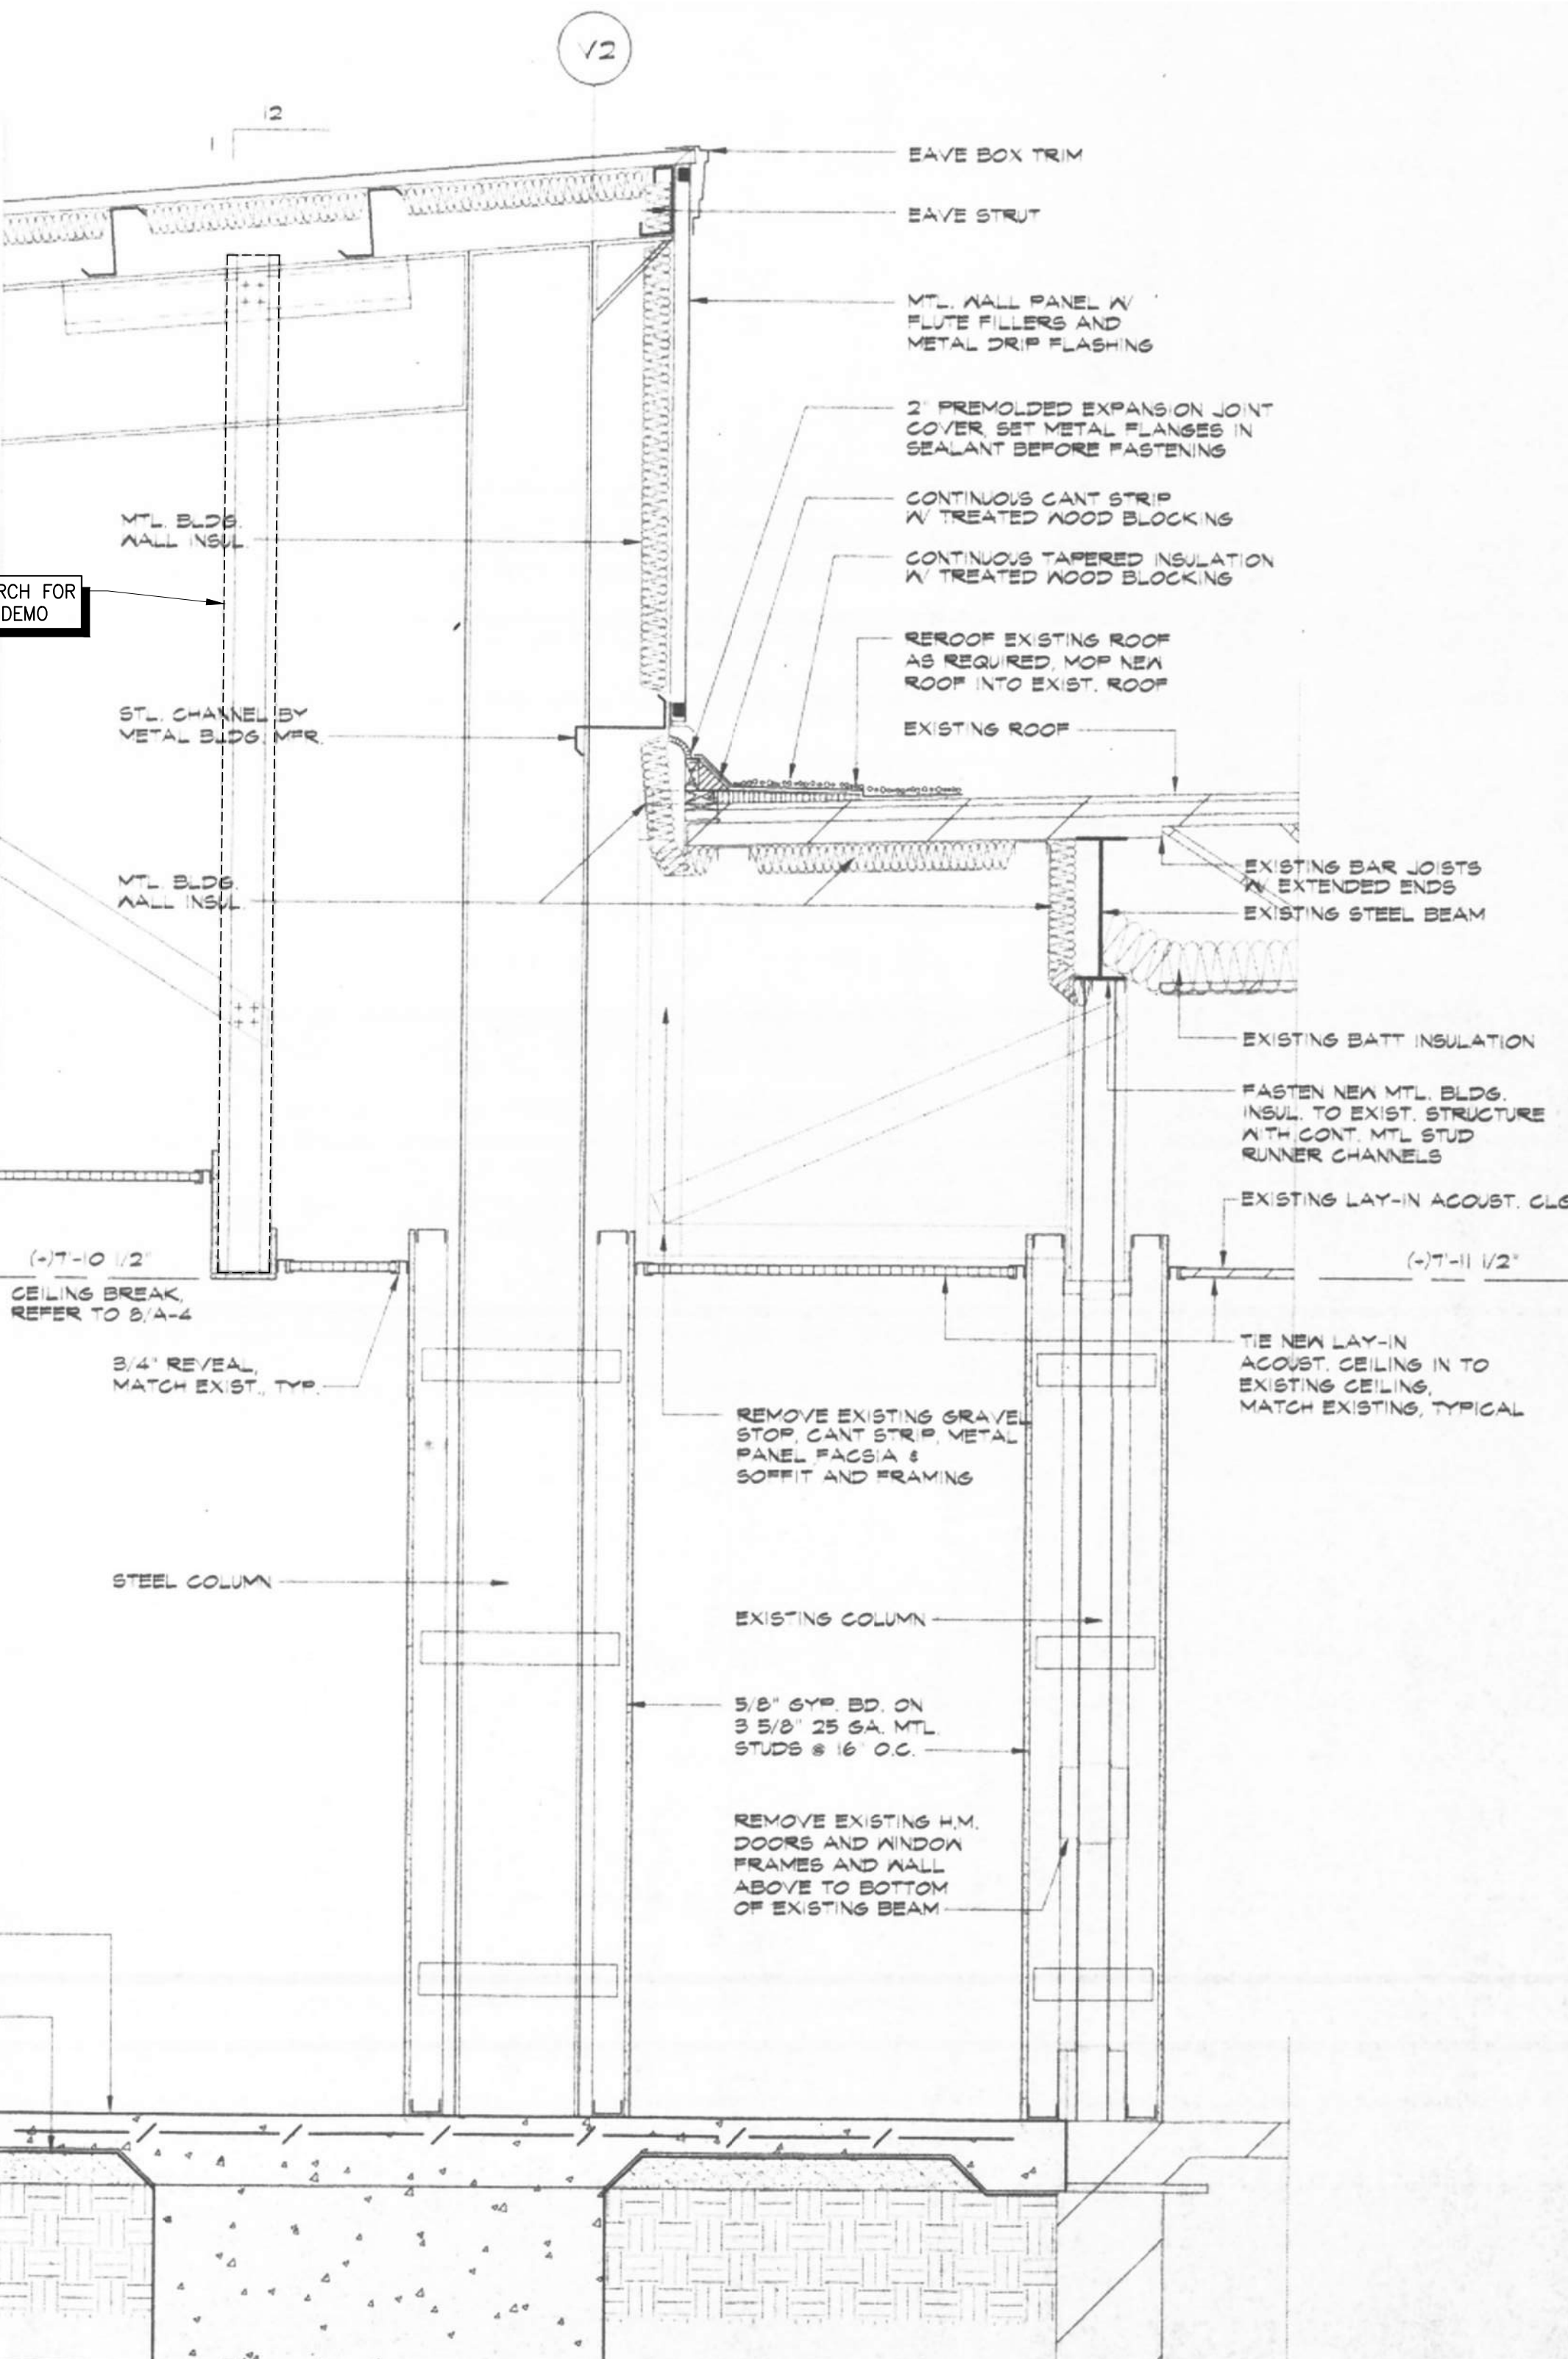 V2
12
1
EAVE BOX TRIM
EAVE STRUT
MTL. WALL PANEL W/
FLUTE FILLERS AND
METAL DRIP FLASHING
2" PREMOLDED EXPANSION JOINT
COVER, SET METAL FLANGES IN
SEALANT BEFORE FASTENING
CONTINUOUS CANT STRIP
W/ TREATED WOOD BLOCKING
CONTINUOUS TAPERED INSULATION
W/ TREATED WOOD BLOCKING
REROOF EXISTING ROOF
AS REQUIRED, MOP NEW
ROOF INTO EXIST. ROOF
EXISTING ROOF
MTL. BLDG.
WALL INSUL.
RCH FOR
DEMO
STL. CHANNEL BY
METAL BLDG. MFR.
MTL. BLDG.
WALL INSUL.
EXISTING BAR JOISTS
W/ EXTENDED ENDS
EXISTING STEEL BEAM
EXISTING BATT INSULATION
FASTEN NEW MTL. BLDG.
INSUL. TO EXIST. STRUCTURE
WITH CONT. MTL STUD
RUNNER CHANNELS
EXISTING LAY-IN ACOUST. CLG
(+)7'-10 1/2"
CEILING BREAK,
REFER TO 8/A-4
(+)7'-11 1/2"
3/4" REVEAL,
MATCH EXIST., TYP.
TIE NEW LAY-IN
ACOUST. CEILING IN TO
EXISTING CEILING,
MATCH EXISTING, TYPICAL
REMOVE EXISTING GRAVEL
STOP, CANT STRIP, METAL
PANEL FACSIA &
SOFFIT AND FRAMING
STEEL COLUMN
EXISTING COLUMN
5/8" GYP. BD. ON
3 5/8" 25 GA. MTL.
STUDS @ 16" O.C.
REMOVE EXISTING H.M.
DOORS AND WINDOW
FRAMES AND WALL
ABOVE TO BOTTOM
OF EXISTING BEAM